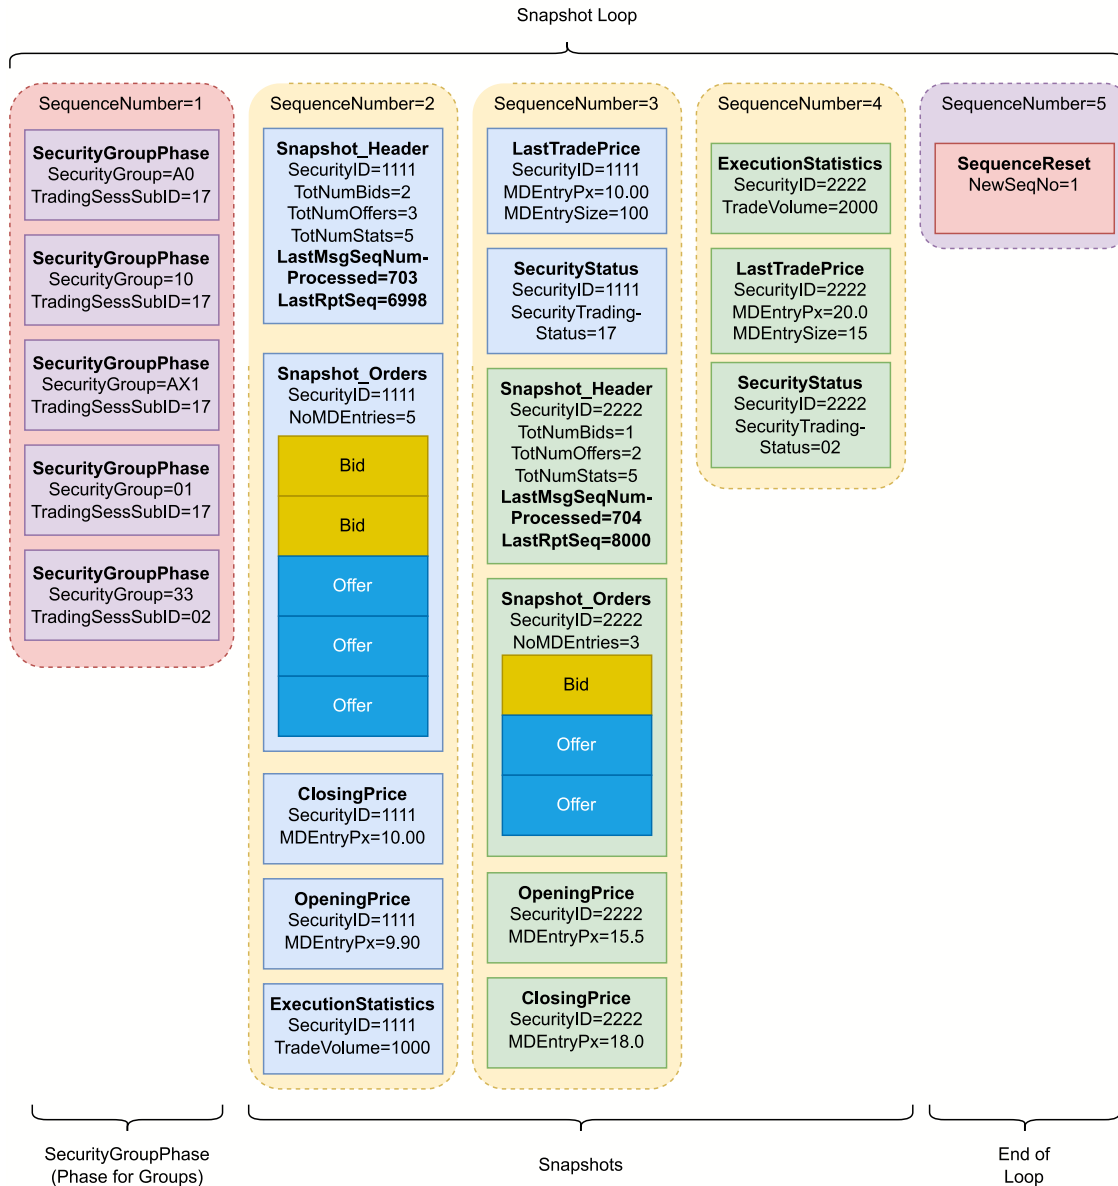 Snapshot Loop
SequenceNumber=1
SecurityGroupPhase
SecurityGroup=A0
TradingSessSubID=17
SecurityGroupPhase
SecurityGroup=10
TradingSessSubID=17
SecurityGroupPhase
SecurityGroup=AX1
TradingSessSubID=17
SecurityGroupPhase
SecurityGroup=01
TradingSessSubID=17
SecurityGroupPhase
SecurityGroup=33
TradingSessSubID=02
SequenceNumber=2
Snapshot_Header
SecurityID=1111
TotNumBids=2
TotNumOffers=3
TotNumStats=5
LastMsgSeqNum-
Processed=703
LastRptSeq=6998
Snapshot_Orders
SecurityID=1111
NoMDEntries=5
Bid
Bid
Offer
Offer
Offer
ClosingPrice
SecurityID=1111
MDEntryPx=10.00
OpeningPrice
SecurityID=1111
MDEntryPx=9.90
ExecutionStatistics
SecurityID=1111
TradeVolume=1000
SequenceNumber=3
LastTradePrice
SecurityID=1111
MDEntryPx=10.00
MDEntrySize=100
SecurityStatus
SecurityID=1111
SecurityTrading-
Status=17
Snapshot_Header
SecurityID=2222
TotNumBids=1
TotNumOffers=2
TotNumStats=5
LastMsgSeqNum-
Processed=704
LastRptSeq=8000
Snapshot_Orders
SecurityID=2222
NoMDEntries=3
Bid
Offer
Offer
OpeningPrice
SecurityID=2222
MDEntryPx=15.5
ClosingPrice
SecurityID=2222
MDEntryPx=18.0
SequenceNumber=4
ExecutionStatistics
SecurityID=2222
TradeVolume=2000
LastTradePrice
SecurityID=2222
MDEntryPx=20.0
MDEntrySize=15
SecurityStatus
SecurityID=2222
SecurityTrading-
Status=02
SequenceNumber=5
SequenceReset
NewSeqNo=1
SecurityGroupPhase
(Phase for Groups)
Snapshots
End of
Loop